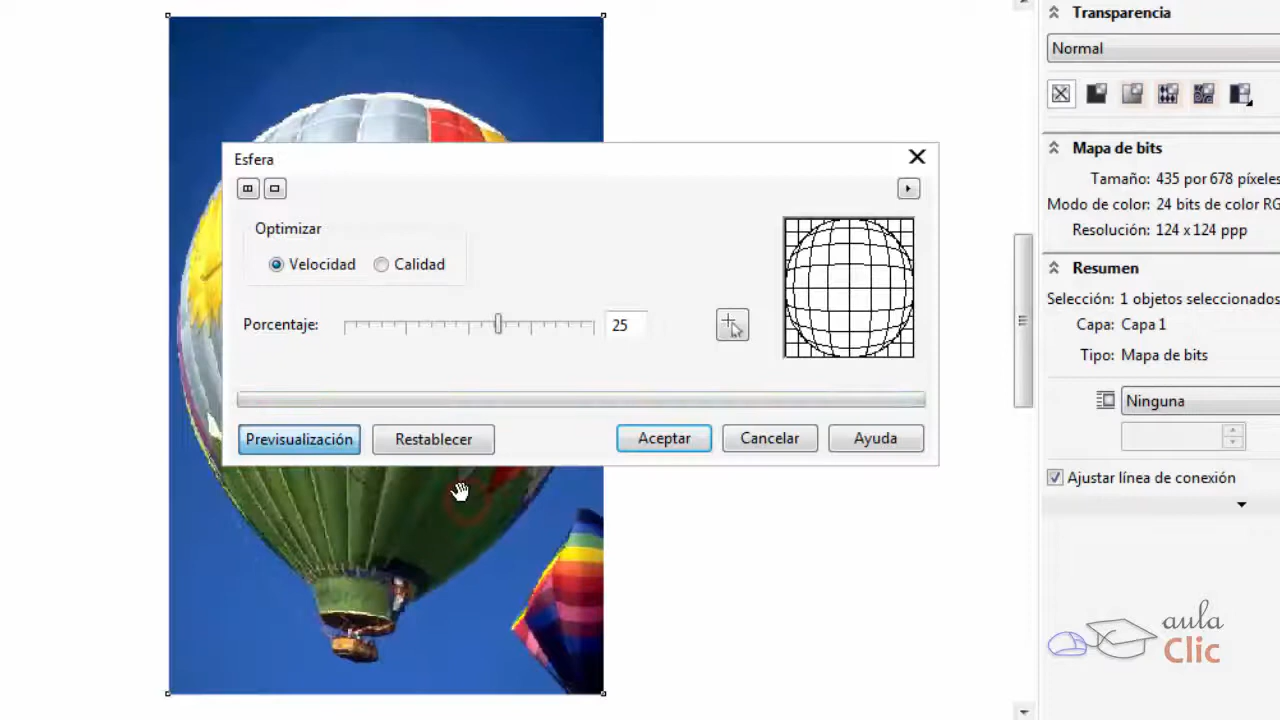 Esfera
Optimizar
Velocidad Calidad
Porcentaje: 25
Previsualización Restablecer Aceptar Cancelar Ayuda
Transparencia
Normal
Mapa de bits
Tamaño: 435 por 678 píxeles
Modo de color: 24 bits de color RG
Resolución: 124 x 124 ppp
Resumen
Selección: 1 objetos seleccionados
Capa: Capa 1
Tipo: Mapa de bits
Ninguna
Ajustar línea de conexión
aula
Clic